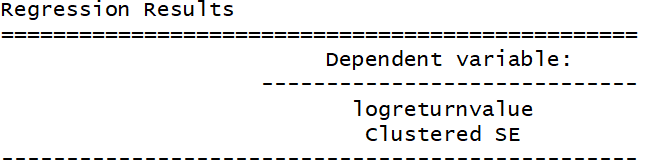 Regression Results
=================================================
Dependent variable:
-----------------------------
logreturnvalue
Clustered SE
-------------------------------------------------